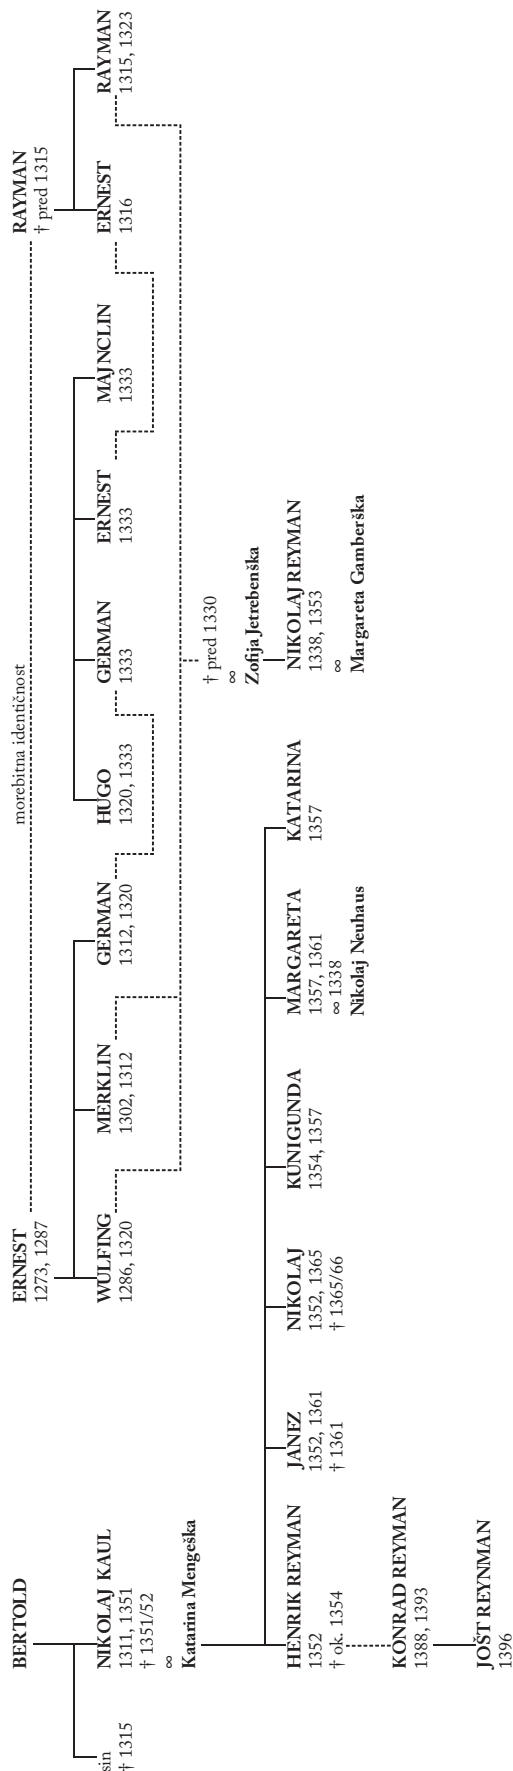 BERTOLD
ERNEST
1273, 1287
morebitna identičnost
RAYMAN
† pred 1315
sin
† 1315
NIKOLAJ KAUL
1311, 1351
† 1351/52
∞
Katarina Mengeška
WULFING
1286, 1320
MERKLIN
1302, 1312
GERMAN
1312, 1320
HUGO
1320, 1333
GERMAN
1333
ERNEST
1333
MAJNCLIN
1333
ERNEST
1316
RAYMAN
1315, 1323
† pred 1330
∞
Zofija Jetrebenška
HENRIK REYMAN
1352
† ok. 1354
JANEZ
1352, 1361
† 1361
NIKOLAJ
1352, 1365
† 1365/66
KUNIGUNDA
1354, 1357
MARGARETA
1357, 1361
∞ 1338
Nikolaj Neuhaus
KATARINA
1357
NIKOLAJ REYMAN
1338, 1353
∞
Margareta Gamberška
KONRAD REYMAN
1388, 1393
JOŠT REYNMAN
1396